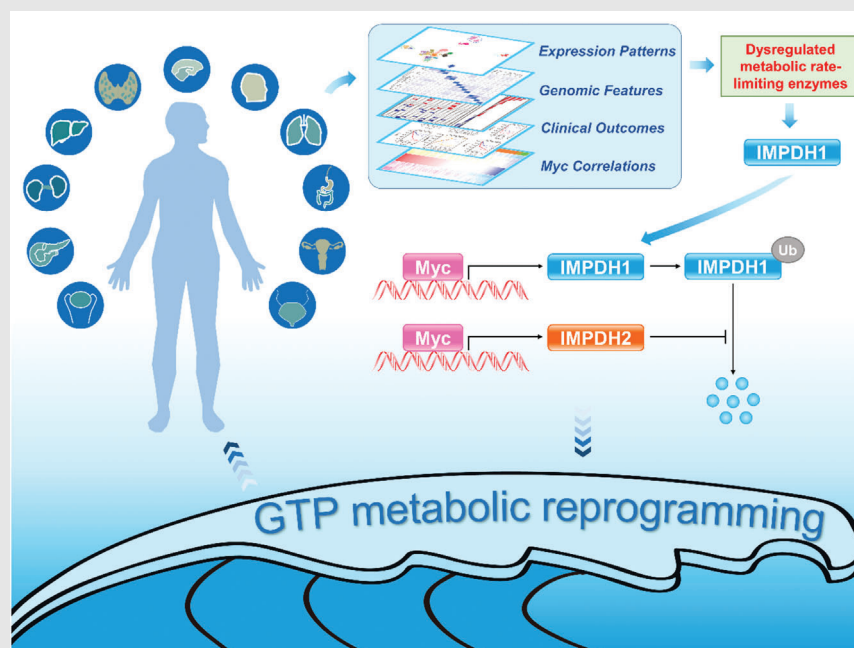 Expression Patterns
Genomic Features
Clinical Outcomes
Myc Correlations
Dysregulated
metabolic rate-
limiting enzymes
IMPDH1
Myc
IMPDH1
IMPDH1
Ub
Myc
IMPDH2
GTP metabolic reprogramming